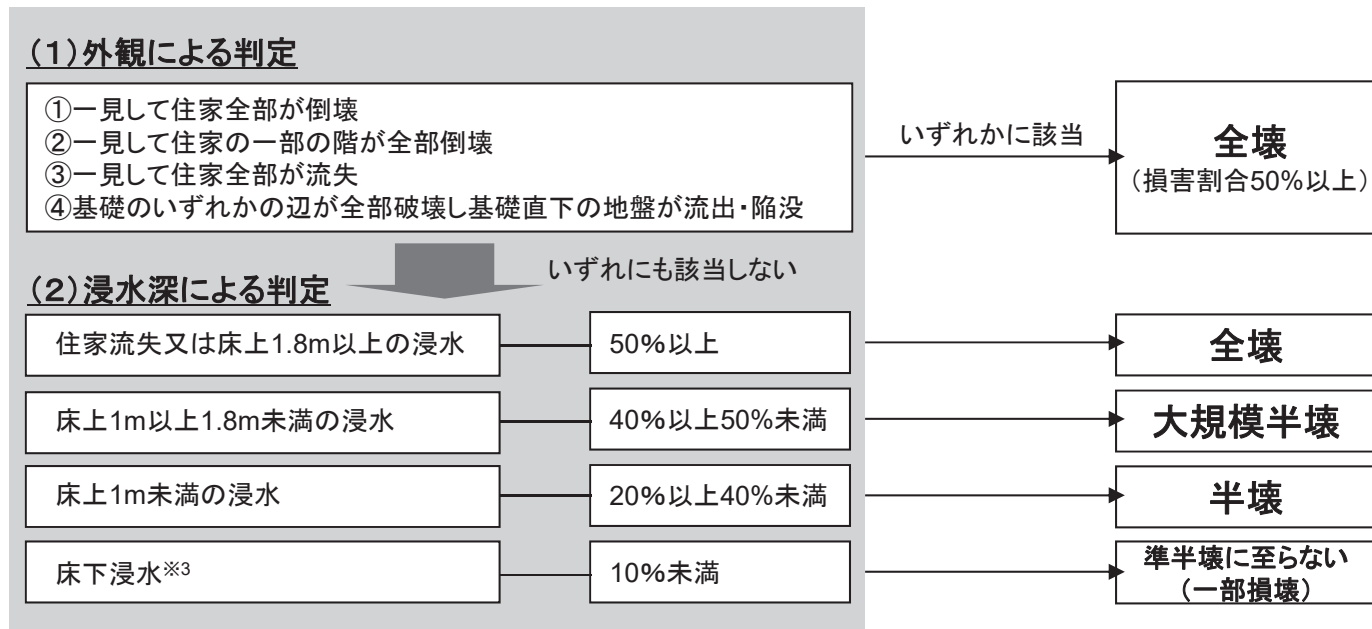 (1)外観による判定
①一見して住家全部が倒壊
②一見して住家の一部の階が全部倒壊
③一見して住家全部が流失
④基礎のいずれかの辺が全部破壊し基礎直下の地盤が流出・陥没
いずれかに該当
全壊
(損害割合50%以上)
いずれにも該当しない
(2)浸水深による判定
住家流失又は床上1.8m以上の浸水
50%以上
全壊
床上1m以上1.8m未満の浸水
40%以上50%未満
大規模半壊
床上1m未満の浸水
20%以上40%未満
半壊
床下浸水※3
10%未満
準半壊に至らない
(一部損壊)